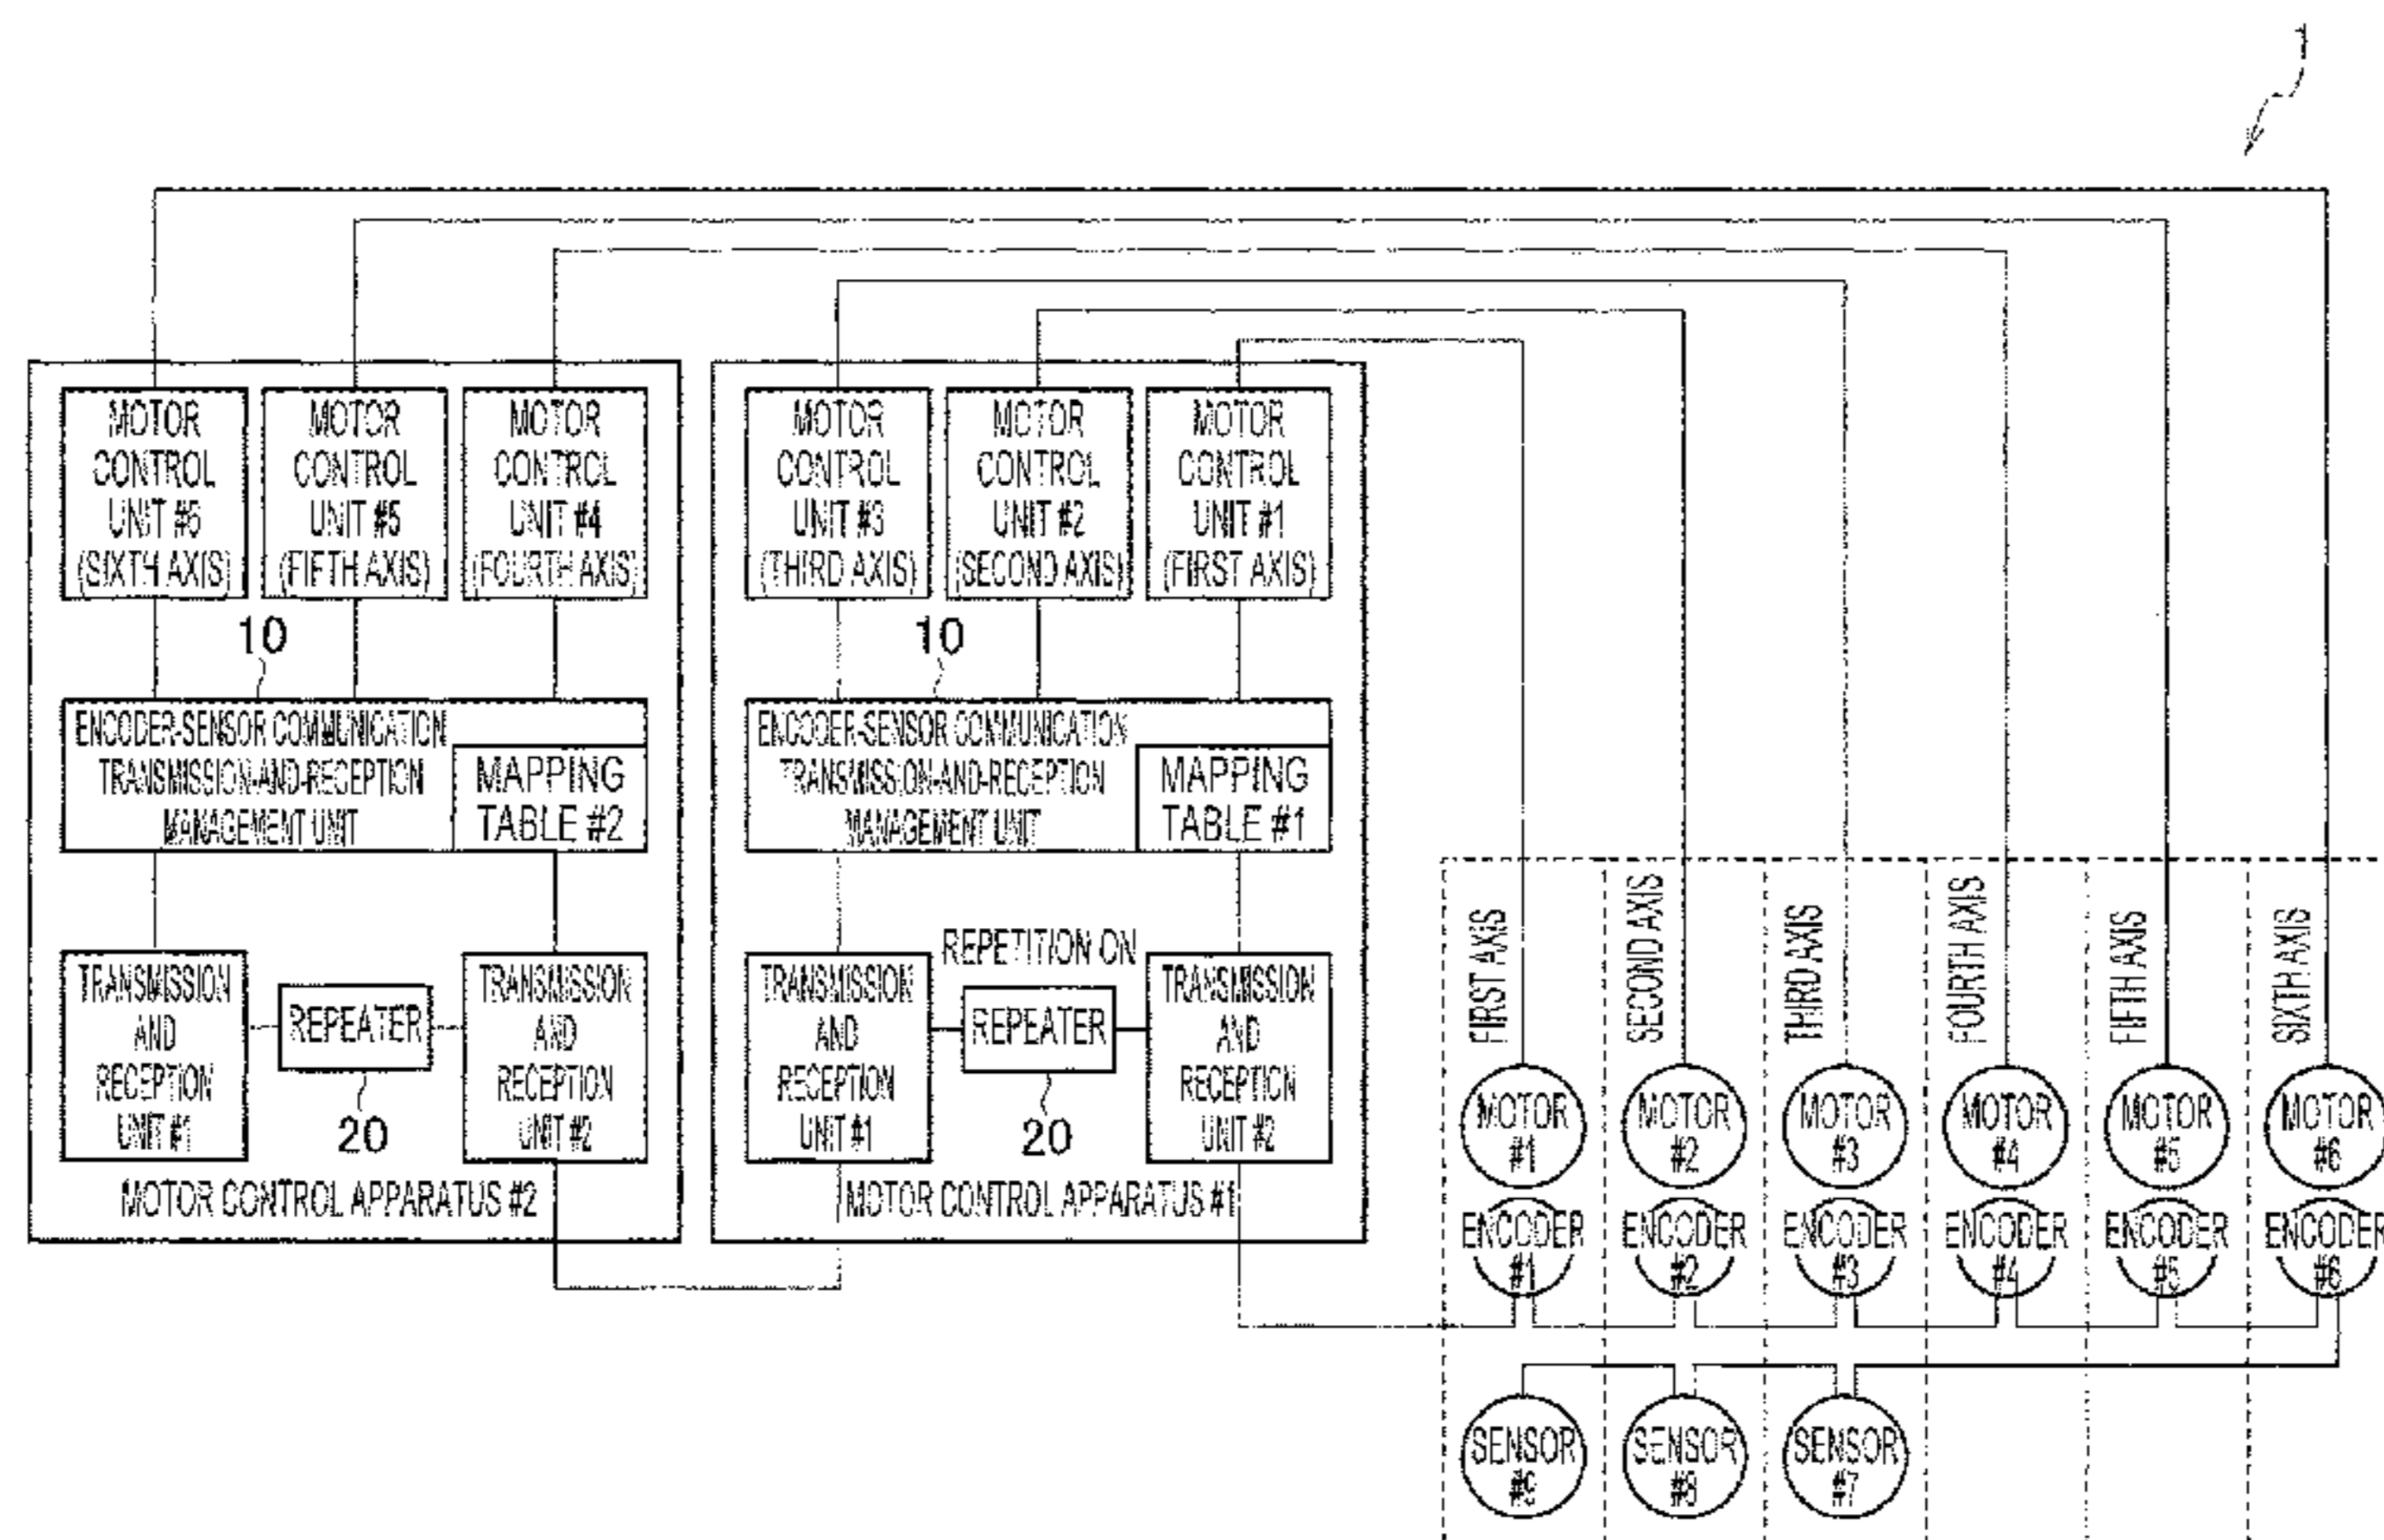 1
MOTOR
CONTROL
UNIT #6
(SIXTH AXIS)
MOTOR
CONTROL
UNIT #5
(FIFTH AXIS)
MOTOR
CONTROL
UNIT #4
(FOURTH AXIS)
10
ENCODER-SENSOR COMMUNICATION
TRANSMISSION-AND-RECEPTION
MANAGEMENT UNIT
MAPPING
TABLE #2
TRANSMISSION
AND
RECEPTION
UNIT #1
REPEATER
20
TRANSMISSION
AND
RECEPTION
UNIT #2
MOTOR CONTROL APPARATUS #2
MOTOR
CONTROL
UNIT #3
(THIRD AXIS)
MOTOR
CONTROL
UNIT #2
(SECOND AXIS)
MOTOR
CONTROL
UNIT #1
(FIRST AXIS)
10
ENCODER-SENSOR COMMUNICATION
TRANSMISSION-AND-RECEPTION
MANAGEMENT UNIT
MAPPING
TABLE #1
REPETITION ON
TRANSMISSION
AND
RECEPTION
UNIT #1
REPEATER
20
TRANSMISSION
AND
RECEPTION
UNIT #2
MOTOR CONTROL APPARATUS #1
FIRST AXIS
SECOND AXIS
THIRD AXIS
FOURTH AXIS
FIFTH AXIS
SIXTH AXIS
MOTOR
#1
MOTOR
#2
MOTOR
#3
MOTOR
#4
MOTOR
#5
MOTOR
#6
ENCODER
#1
ENCODER
#2
ENCODER
#3
ENCODER
#4
ENCODER
#5
ENCODER
#6
SENSOR
#9
SENSOR
#8
SENSOR
#7